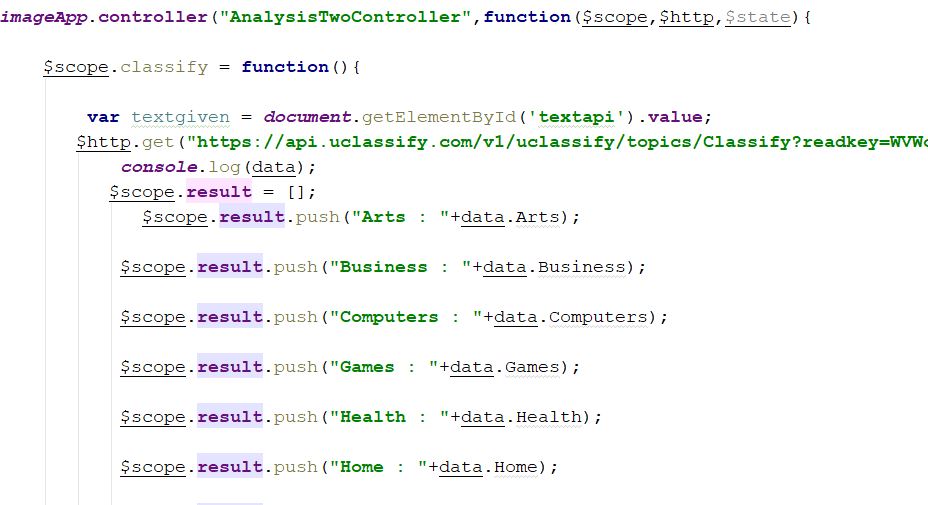 imageApp.controller("AnalysisTwoController",function($scope,$http,$state){
$scope.classify = function(){
var textgiven = document.getElementById('textapi').value;
$http.get("https://api.uclassify.com/v1/uclassify/topics/Classify?readkey=WVW
console.log(data);
$scope.result = [];
$scope.result.push("Arts : "+data.Arts);
$scope.result.push("Business : "+data.Business);
$scope.result.push("Computers : "+data.Computers);
$scope.result.push("Games : "+data.Games);
$scope.result.push("Health : "+data.Health);
$scope.result.push("Home : "+data.Home);